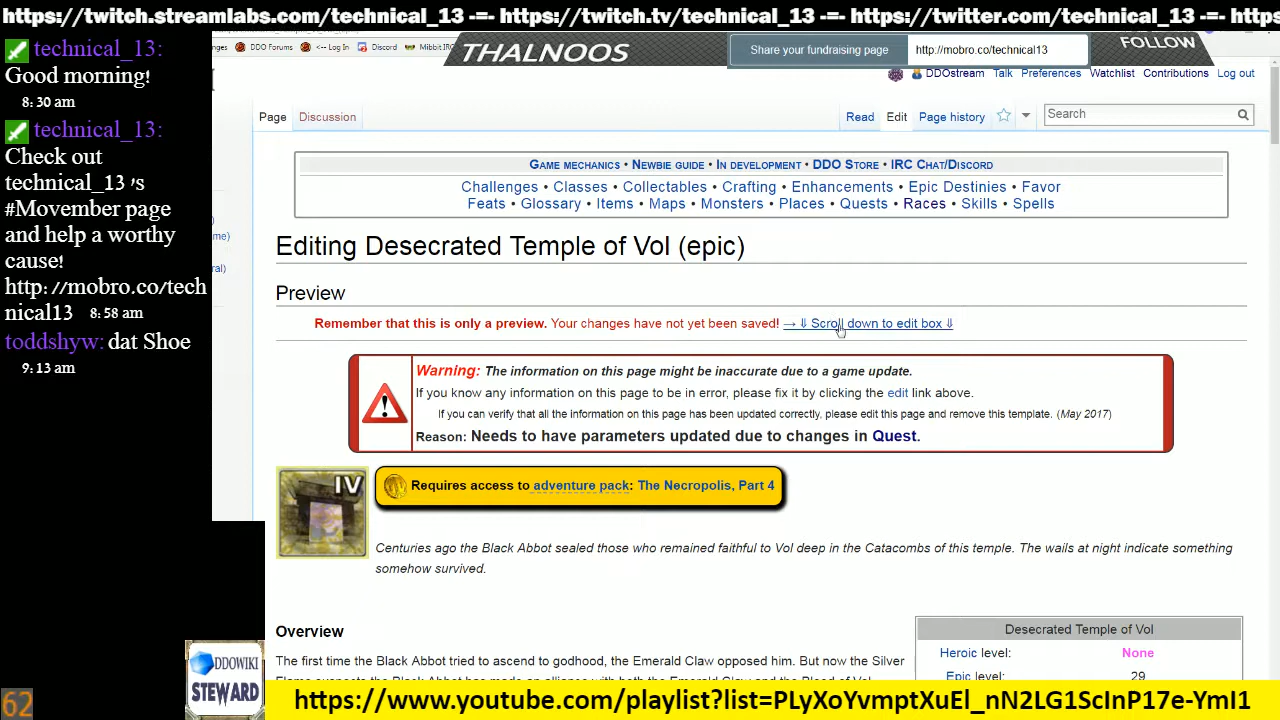 https://twitch.streamlabs.com/technical_13 -=- https://twitch.tv/technical_13 -=- https://twitter.com/technical_13 -=- https
technical_13:
Good morning!
8:30 am
technical_13:
Check out
technical_13 's
#Movember page
and help a worthy
cause!
http://mobro.co/tech
nical13 8:58 am
toddshyw: dat Shoe
9:13 am
DDO Forums <-- Log IN Discord Mibbit IRC
THALNOOS
Share your fundraising page http://mobro.co/technical13
FOLLOW
DDOstream Talk Preferences Watchlist Contributions Log out
Page Discussion Read Edit Page history Search
GAME MECHANICS • NEWBIE GUIDE • IN DEVELOPMENT • DDO STORE • IRC CHAT/DISCORD
Challenges • Classes • Collectables • Crafting • Enhancements • Epic Destinies • Favor
Feats • Glossary • Items • Maps • Monsters • Places • Quests • Races • Skills • Spells
Editing Desecrated Temple of Vol (epic)
Preview
Remember that this is only a preview. Your changes have not yet been saved! → ⇓ Scroll down to edit box ⇓
Warning: The information on this page might be inaccurate due to a game update.
If you know any information on this page to be in error, please fix it by clicking the edit link above.
If you can verify that all the information on this page has been updated correctly, please edit this page and remove this template. (May 2017)
Reason: Needs to have parameters updated due to changes in Quest.
IV
Requires access to adventure pack: The Necropolis, Part 4
Centuries ago the Black Abbot sealed those who remained faithful to Vol deep in the Catacombs of this temple. The wails at night indicate something
somehow survived.
Overview
The first time the Black Abbot tried to ascend to godhood, the Emerald Claw opposed him. But now the Silver
Desecrated Temple of Vol
Heroic level: None
Epic level: 29
DDOWIKI
STEWARD
62
https://www.youtube.com/playlist?list=PLyXoYvmptXuEl_nN2LG1ScInP17e-YmI1